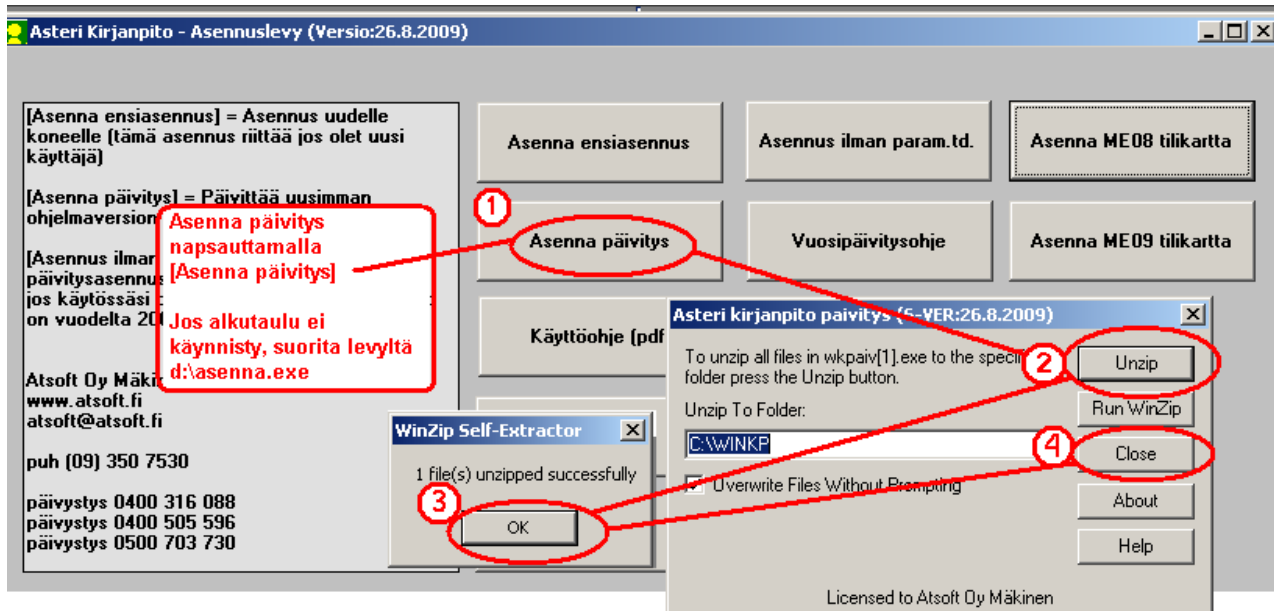 Asteri Kirjanpito - Asennuslevy (Versio:26.8.2009)
[Asenna ensiasennus] = Asennus uudelle
koneelle (tämä asennus riittää jos olet uusi
käyttäjä)
[Asenna päivitys] = Päivittää uusimman
ohjelmaversion
[Asennus ilman
päivitysasennus
jos käytössäsi
on vuodelta
Atsoft Oy
www.atsoft.fi
atsoft@atsoft.fi
puh (09) 350 7530
päivystys 0400 316 088
päivystys 0400 505 596
päivystys 0500 703 730
Asenna päivitys
napsauttamalla
[Asenna päivitys]
Jos alkutaulu ei
käynnisty, suorita levyltä
d:\asenna.exe
Asenna ensiasennus
Asennus ilman param.td.
Asenna ME08 tilikartta
1
Asenna päivitys
Vuosipäivitysohje
Asenna ME09 tilikartta
Käyttöohje (pdf
Asteri kirjanpito paivitys (S-VER:26.8.2009)
To unzip all files in wkpaiv[1].exe to the
folder press the Unzip button.
2
Unzip
Unzip To Folder:
Run WinZip
C:\WINKP
4
Close
Overwrite Files Without Prompting
About
Help
Licensed to Atsoft Oy Mäkinen
WinZip Self-Extractor
1 file(s) unzipped successfully
3
OK